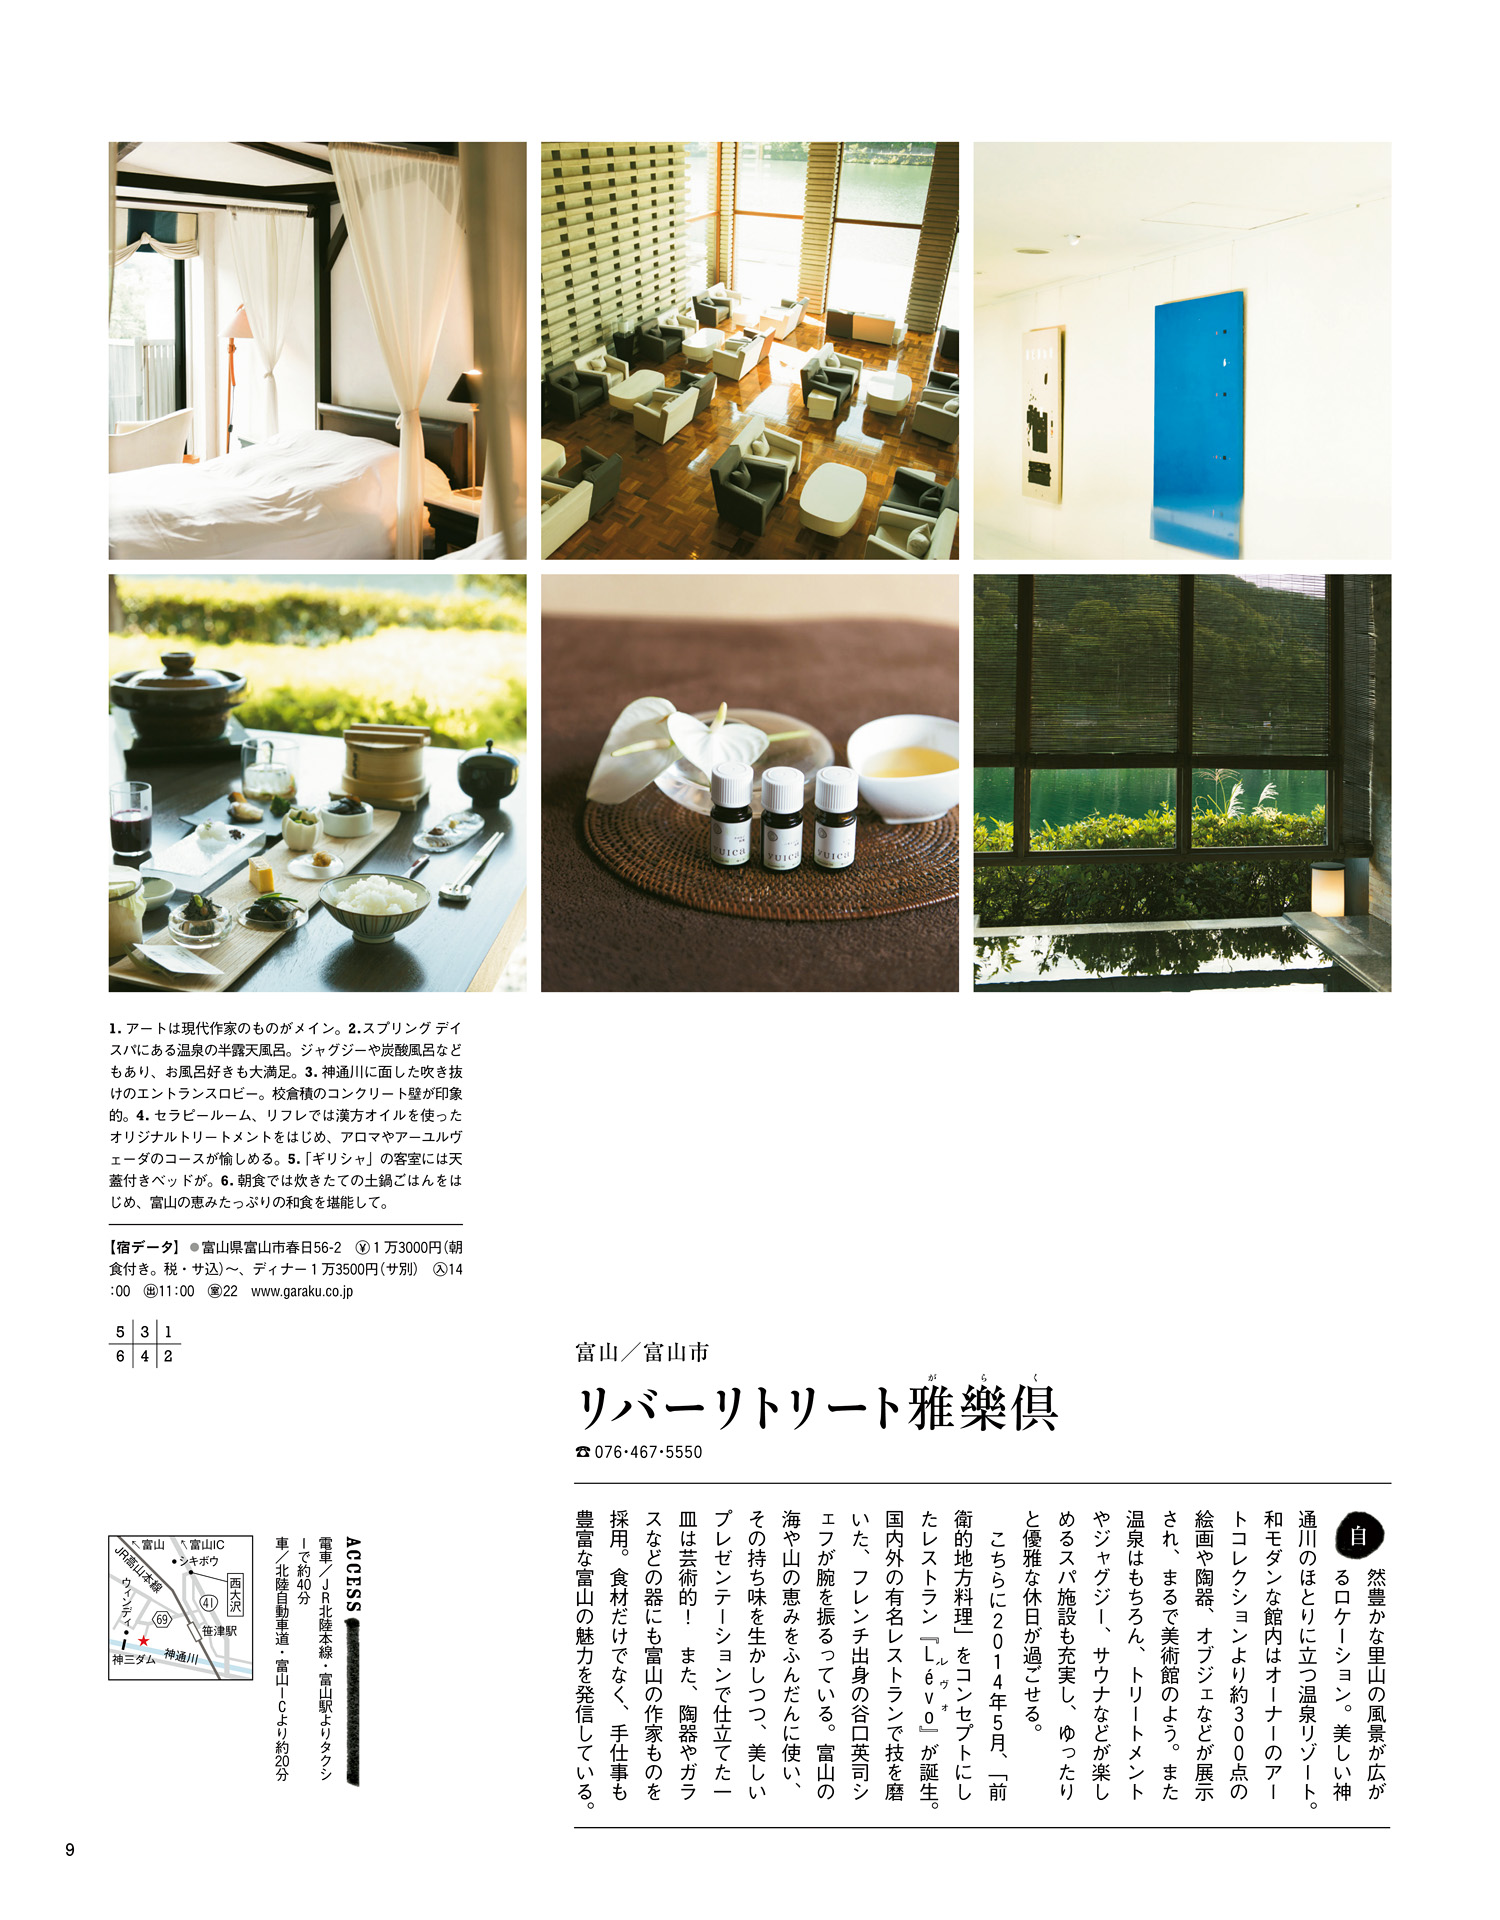 yuica
yuica
yuica
1. アートは現代作家のものがメイン。2.スプリング デイ
スパにある温泉の半露天風呂。ジャグジーや炭酸風呂など
もあり、お風呂好きも大満足。3. 神通川に面した吹き抜
けのエントランスロビー。校倉積のコンクリート壁が印象
的。4. セラピールーム、リフレでは漢方オイルを使った
オリジナルトリートメントをはじめ、アロマやアーユルヴ
ェーダのコースが愉しめる。5.「ギリシャ」の客室には天
蓋付きベッドが。6. 朝食では炊きたての土鍋ごはんをは
じめ、富山の恵みたっぷりの和食を堪能して。
【宿データ】 ●富山県富山市春日56-2 ¥1万3000円(朝
食付き。税・サ込)〜、ディナー1万3500円(サ別) ㊅14
:00 ㊄11:00 ㊂22 www.garaku.co.jp
5 3 1
6 4 2
富山／富山市
がらく
リバーリトリート雅樂倶
☎076・467・5550
自然豊かな里山の風景が広が
るロケーション。美しい神
通川のほとりに立つ温泉リゾート。
和モダンな館内はオーナーのアー
トコレクションより約300点の
絵画や陶器、オブジェなどが展示
され、まるで美術館のよう。また
温泉はもちろん、トリートメント
やジャグジー、サウナなどが楽し
めるスパ施設も充実し、ゆったり
と優雅な休日が過ごせる。
こちらに2014年5月、「前
衛的地方料理」をコンセプトにし
たレストラン『Lévo』が誕生。
ルヴォ
国内外の有名レストランで技を磨
いた、フレンチ出身の谷口英司シ
ェフが腕を振るっている。富山の
海や山の恵みをふんだんに使い、
その持ち味を生かしつつ、美しい
プレゼンテーションで仕立てた一
皿は芸術的！ また、陶器やガラ
スなどの器にも富山の作家ものを
採用。食材だけでなく、手仕事も
豊富な富山の魅力を発信している。
ACCESS
電車／JR北陸本線・富山駅よりタクシ
ーで約40分
車／北陸自動車道・富山ICより約20分
↖富山
↖富山IC
シキボウ
JR高山本線
西大沢
41
ウィンディ
69
笹津駅
神三ダム
神通川
9